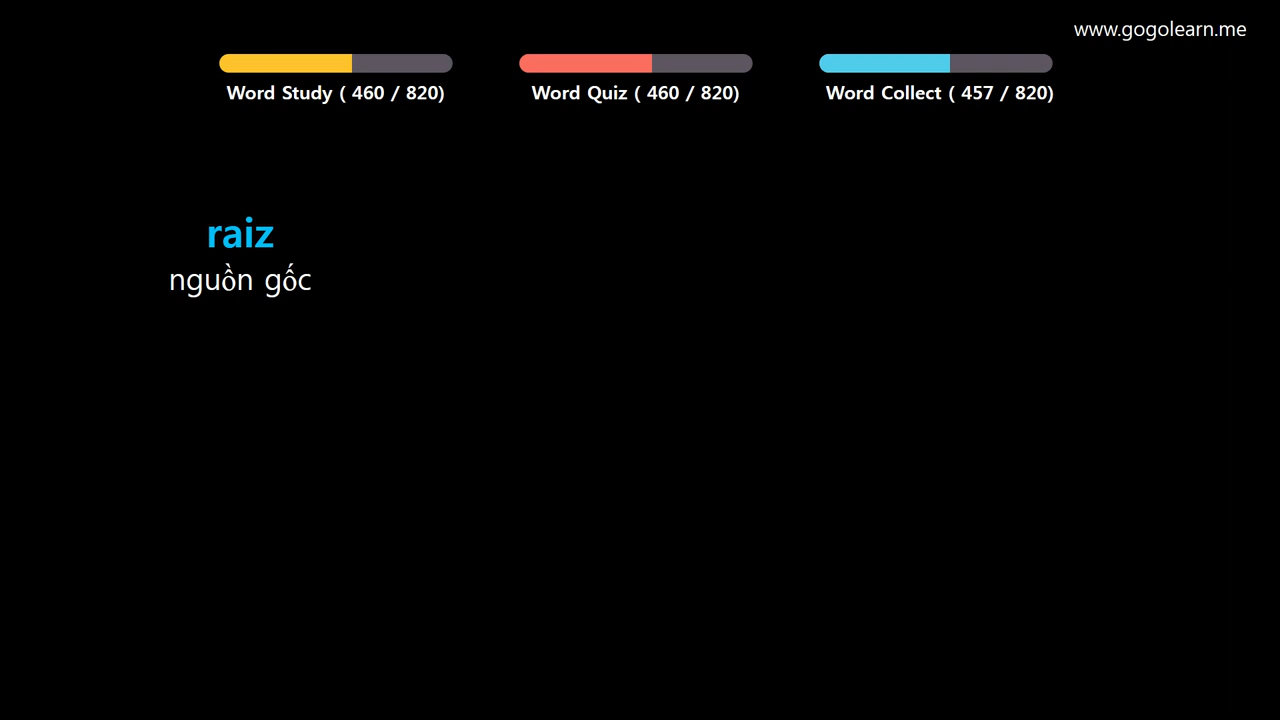 www.gogolearn.me
Word Study ( 460 / 820)
Word Quiz ( 460 / 820)
Word Collect ( 457 / 820)
raiz
nguồn gốc